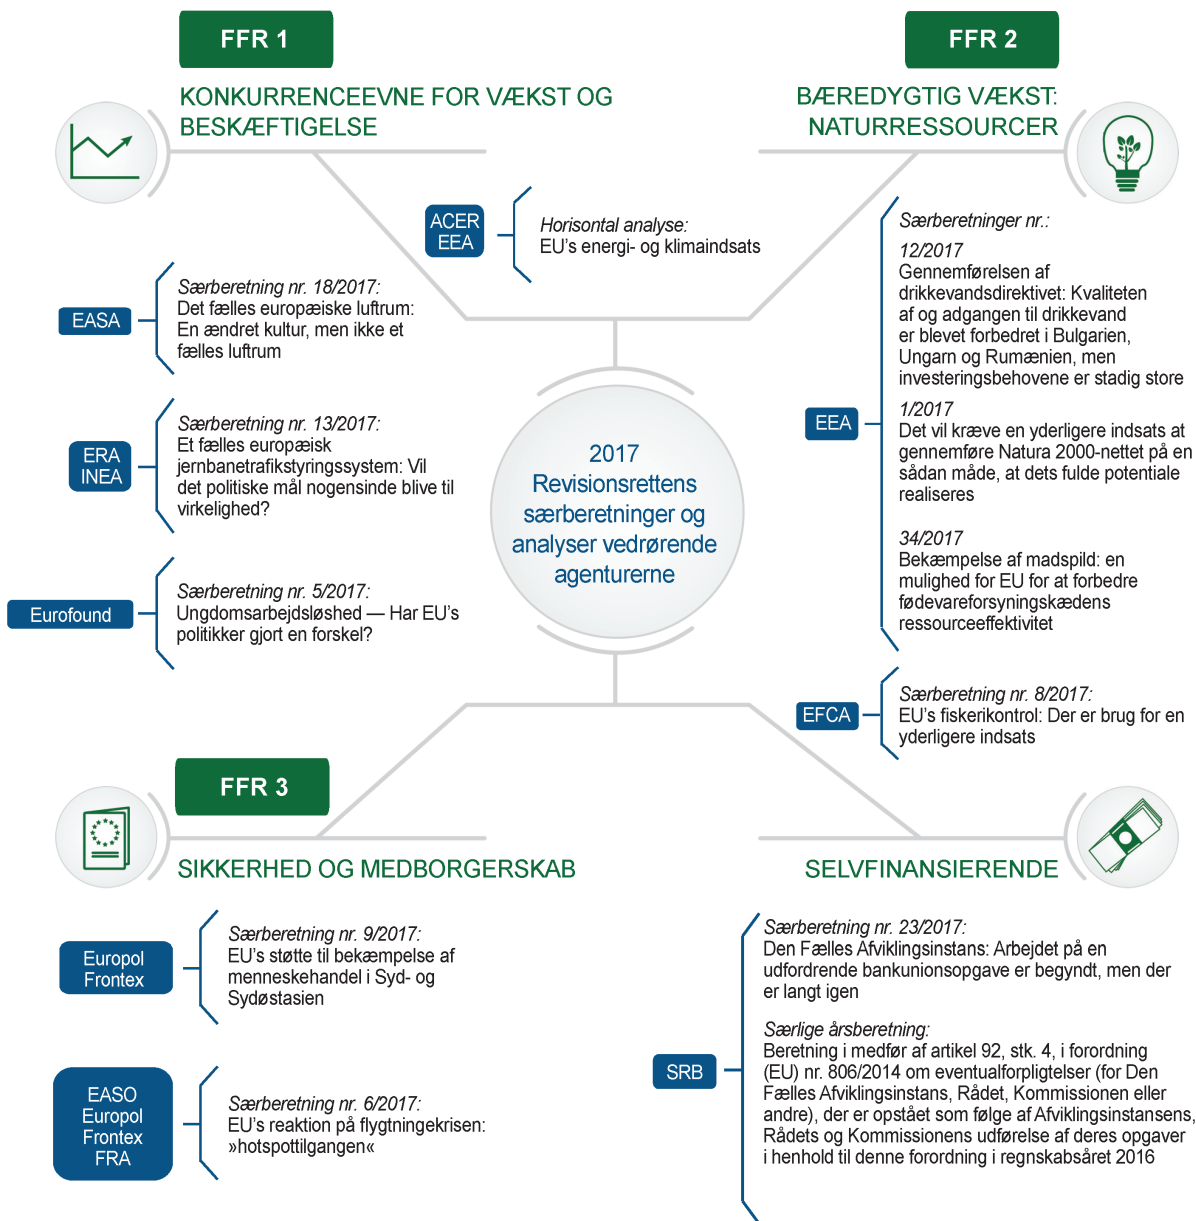 FFR 1
KONKURRENCEEVNE FOR VÆKST OG
BESKÆFTIGELSE
FFR 2
BÆREDYGTIG VÆKST:
NATURRESSOURCER
ACER
EEA
Horisontal analyse:
EU’s energi- og klimaindsats
EASA
Særberetning nr. 18/2017:
Det fælles europæiske luftrum:
En ændret kultur, men ikke et
fælles luftrum
ERA
INEA
Særberetning nr. 13/2017:
Et fælles europæisk
jernbanetrafikstyringssystem: Vil
det politiske mål nogensinde blive til
virkelighed?
Eurofound
Særberetning nr. 5/2017:
Ungdomsarbejdsløshed — Har EU’s
politikker gjort en forskel?
2017
Revisionsrettens
særberetninger og
analyser vedrørende
agenturerne
EEA
Særberetninger nr.:
12/2017
Gennemførelsen af
drikkevandsdirektivet: Kvaliteten
af og adgangen til drikkevand
er blevet forbedret i Bulgarien,
Ungarn og Rumænien, men
investeringsbehovene er stadig store
1/2017
Det vil kræve en yderligere indsats at
gennemføre Natura 2000-nettet på en
sådan måde, at dets fulde potentiale
realiseres
34/2017
Bekæmpelse af madspild: en
mulighed for EU for at forbedre
fødevareforsyningskædens
ressourceeffektivitet
EFCA
Særberetning nr. 8/2017:
EU’s fiskerikontrol: Der er brug for en
yderligere indsats
FFR 3
SIKKERHED OG MEDBORGERSKAB
Europol
Frontex
Særberetning nr. 9/2017:
EU’s støtte til bekæmpelse af
menneskehandel i Syd- og
Sydøstasien
EASO
Europol
Frontex
FRA
Særberetning nr. 6/2017:
EU’s reaktion på flygtningekrisen:
»hotspottilgangen«
SELVFINANSIERENDE
SRB
Særberetning nr. 23/2017:
Den Fælles Afviklingsinstans: Arbejdet på en
udfordrende bankunionsopgave er begyndt, men der
er langt igen
Særlige årsberetning:
Beretning i medfør af artikel 92, stk. 4, i forordning
(EU) nr. 806/2014 om eventualforpligtelser (for Den
Fælles Afviklingsinstans, Rådet, Kommissionen eller
andre), der er opstået som følge af Afviklingsinstansens,
Rådets og Kommissionens udførelse af deres opgaver
i henhold til denne forordning i regnskabsåret 2016